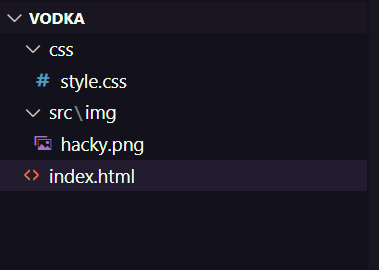 VODKA
css
# style.css
src\img
hacky.png
<> index.html